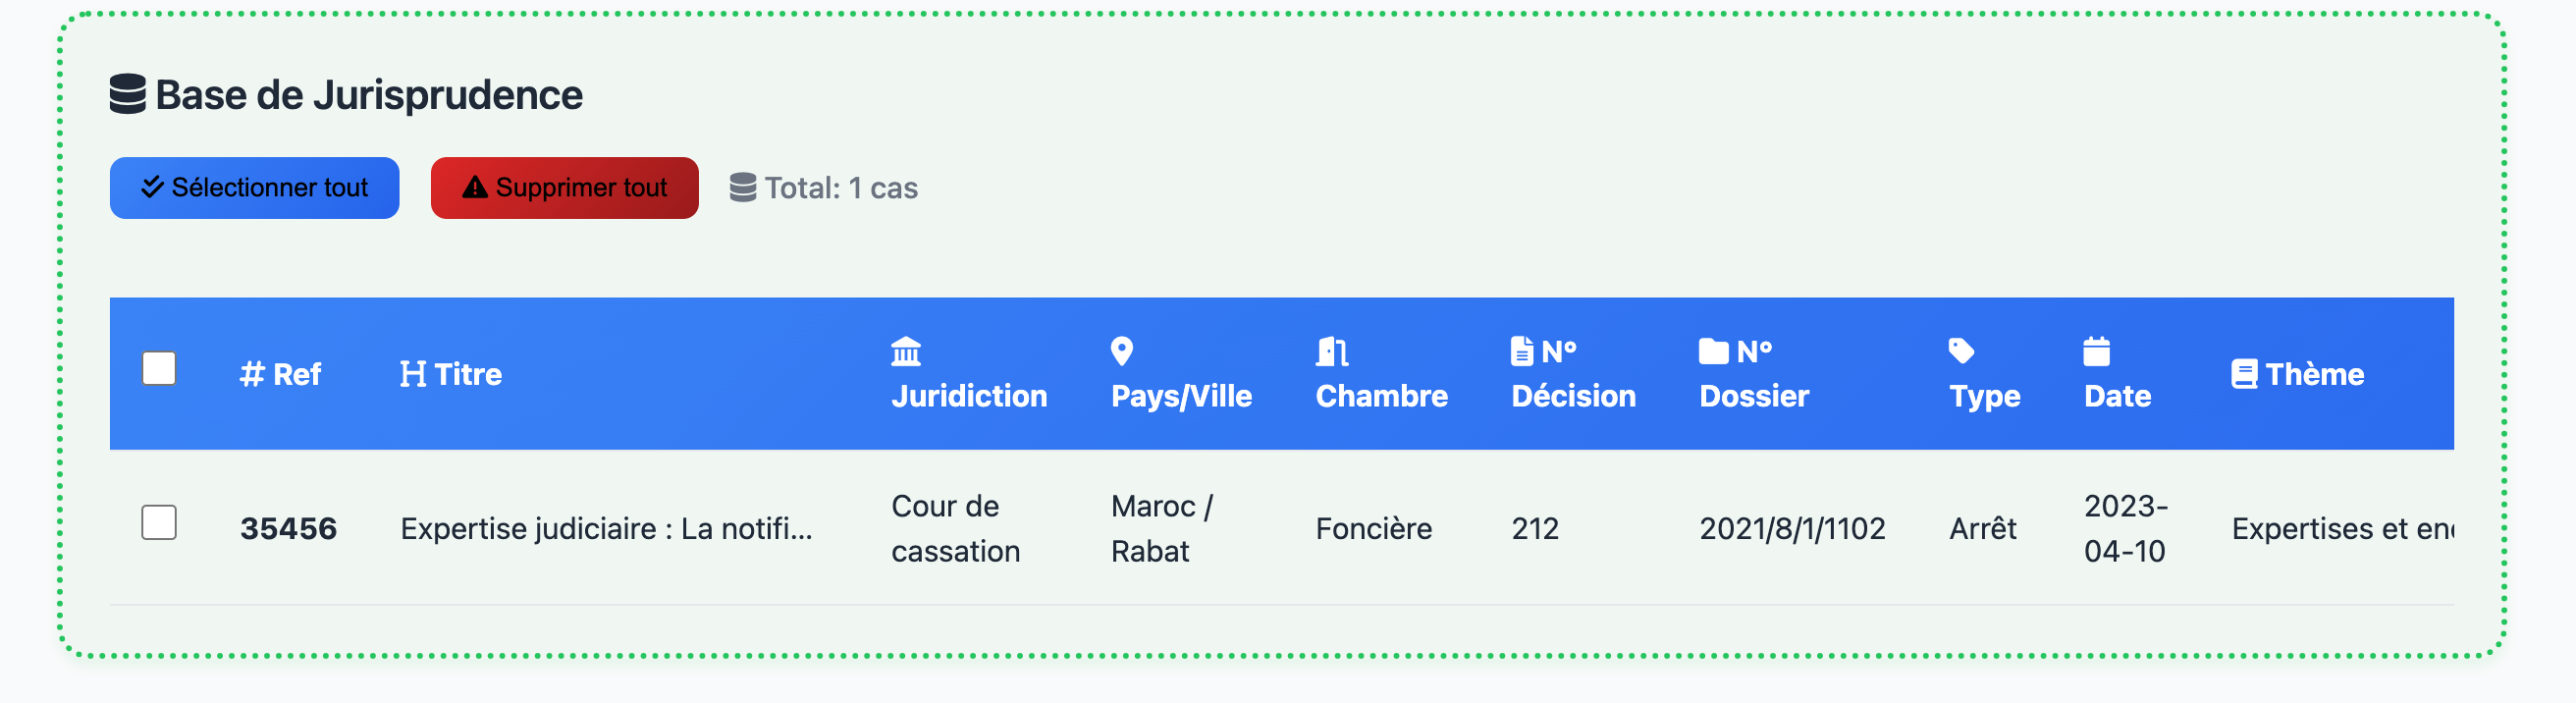 Base de Jurisprudence
Sélectionner tout
Supprimer tout
Total: 1 cas
Ref
Titre
Juridiction
Pays/Ville
Chambre
N° Décision
N° Dossier
Type
Date
Thème
35456
Expertise judiciaire : La notifi...
Cour de
cassation
Maroc /
Rabat
Foncière
212
2021/8/1/1102
Arrêt
2023-
04-10
Expertises et